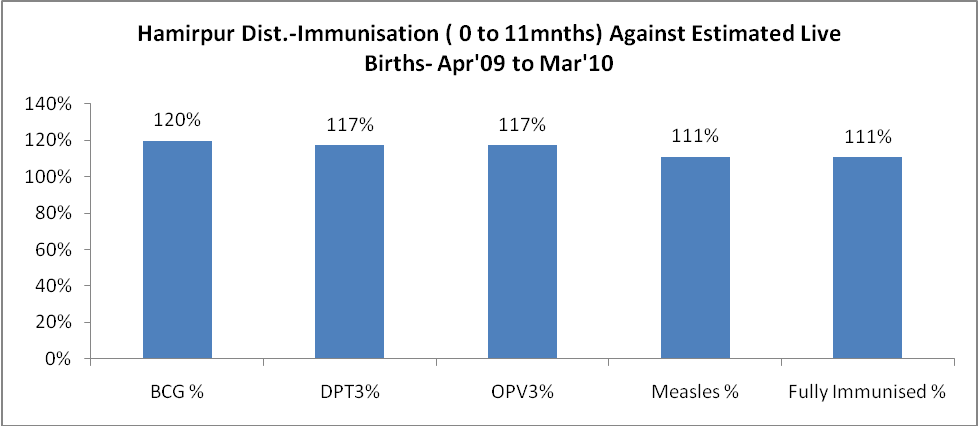 Hamirpur Dist.-Immunisation ( 0 to 11mnths) Against Estimated Live
Births- Apr'09 to Mar'10
140%
120%
100%
80%
60%
40%
20%
0%
120%
117%
117%
111%
111%
BCG %
DPT3%
OPV3%
Measles %
Fully Immunised %